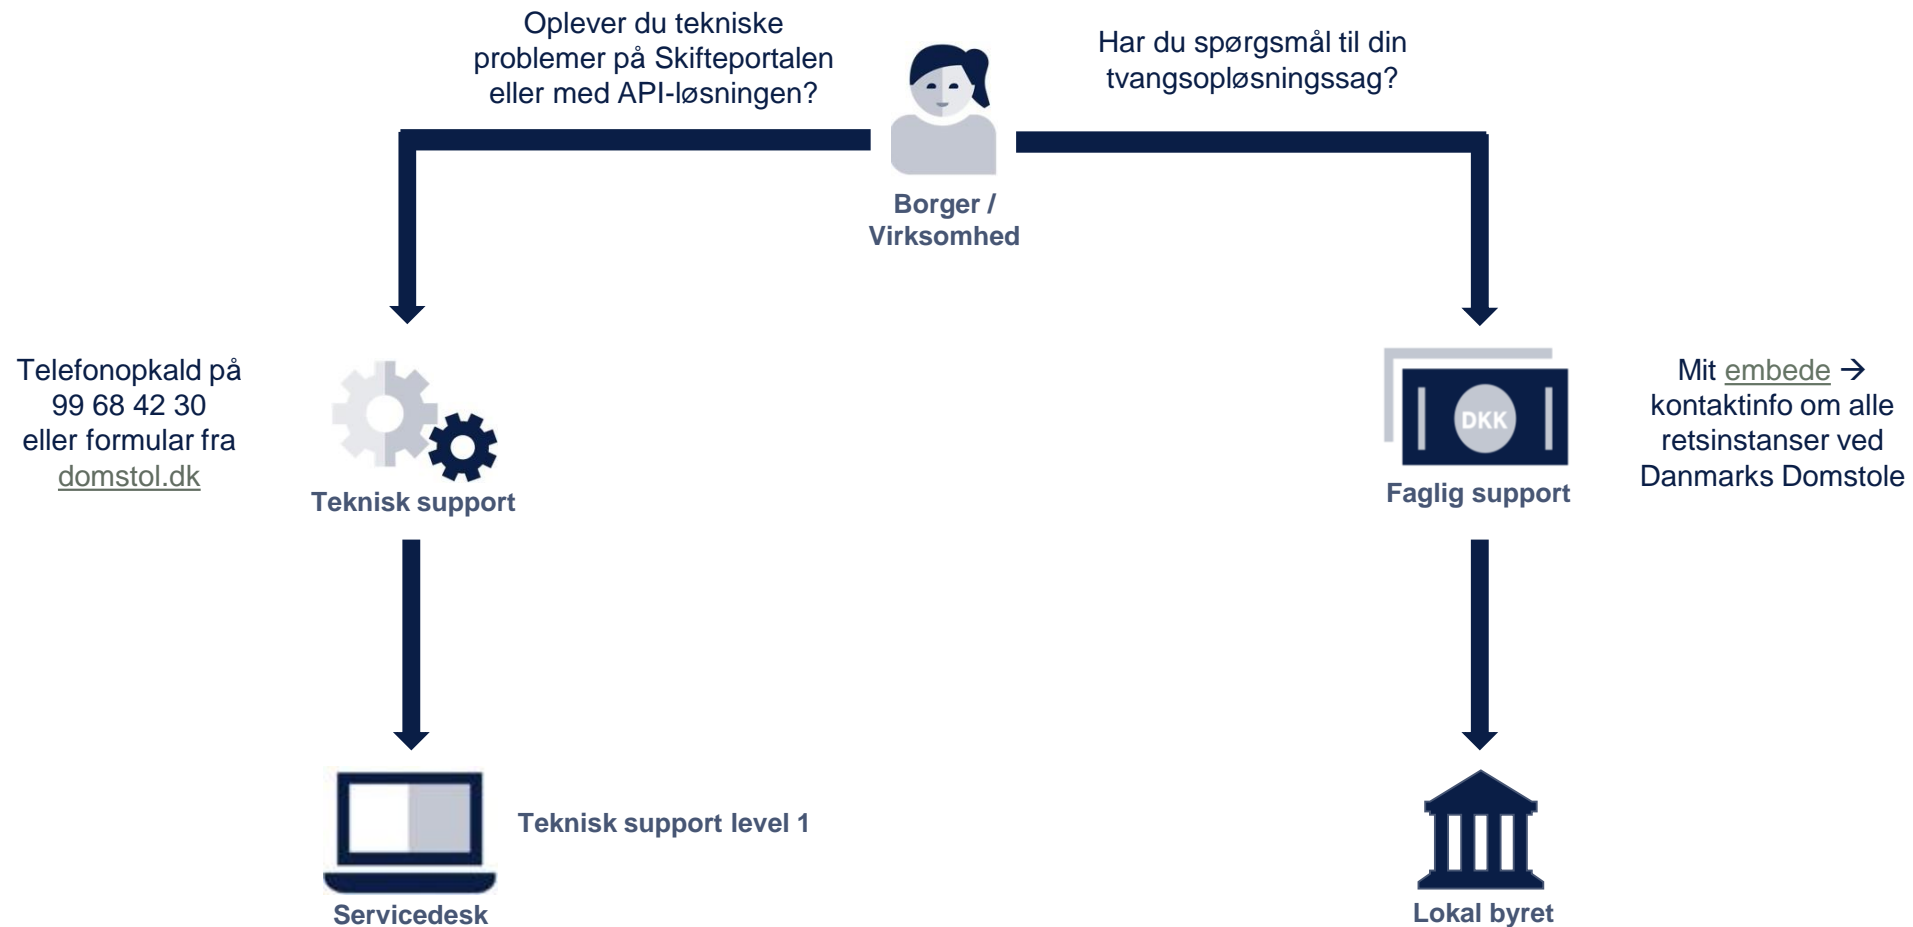 Oplever du tekniske
problemer på Skifteportalen
eller med API-løsningen?
Har du spørgsmål til din
tvangsopløsningssag?
Borger /
Virksomhed
Telefonopkald på
99 68 42 30
eller formular fra
domstol.dk
Teknisk support
DKK
Faglig support
Mit embede →
kontaktinfo om alle
retsinstanser ved
Danmarks Domstole
Teknisk support level 1
Servicedesk
Lokal byret